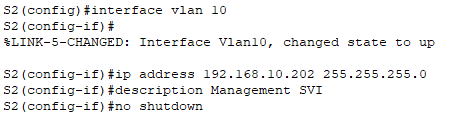 S2(config)#interface vlan 10
S2(config-if)#
%LINK-5-CHANGED: Interface Vlan10, changed state to up
S2(config-if)#ip address 192.168.10.202 255.255.255.0
S2(config-if)#description Management SVI
S2(config-if)#no shutdown